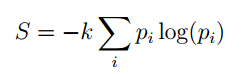 S = −k ∑_i p_i log(p_i)